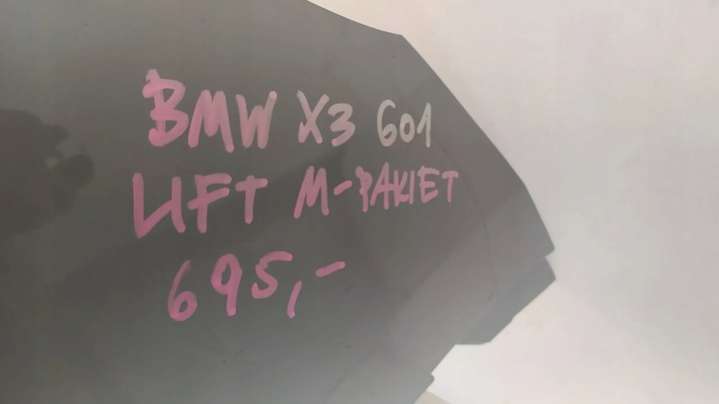 BMW X3 G01
LIFT M-PAKIET
695,-